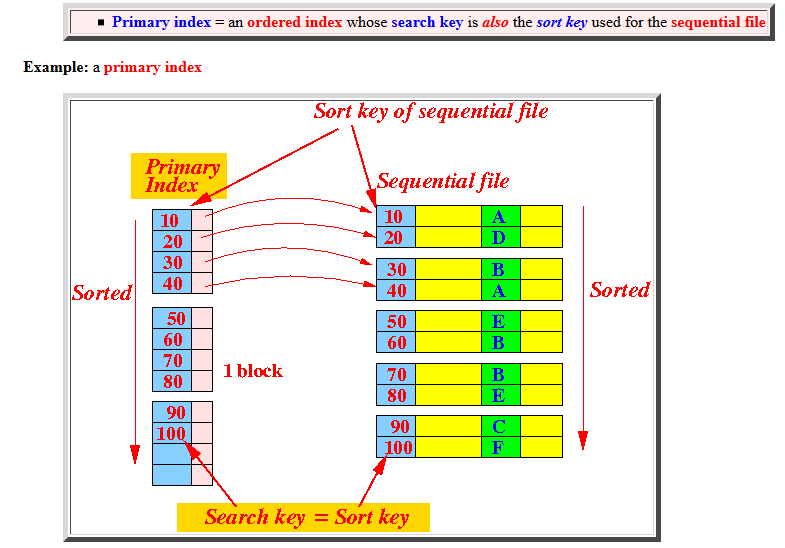 Primary index = an ordered index whose search key is also the sort key used for the sequential file
Example: a primary index
Sort key of sequential file
Primary
Index
Sequential file
10
20
30
40
50
60
70
80
90
100
Sorted
1 block
10 A
20 D
30 B
40 A
50 E
60 B
70 B
80 E
90 C
100 F
Sorted
Search key = Sort key